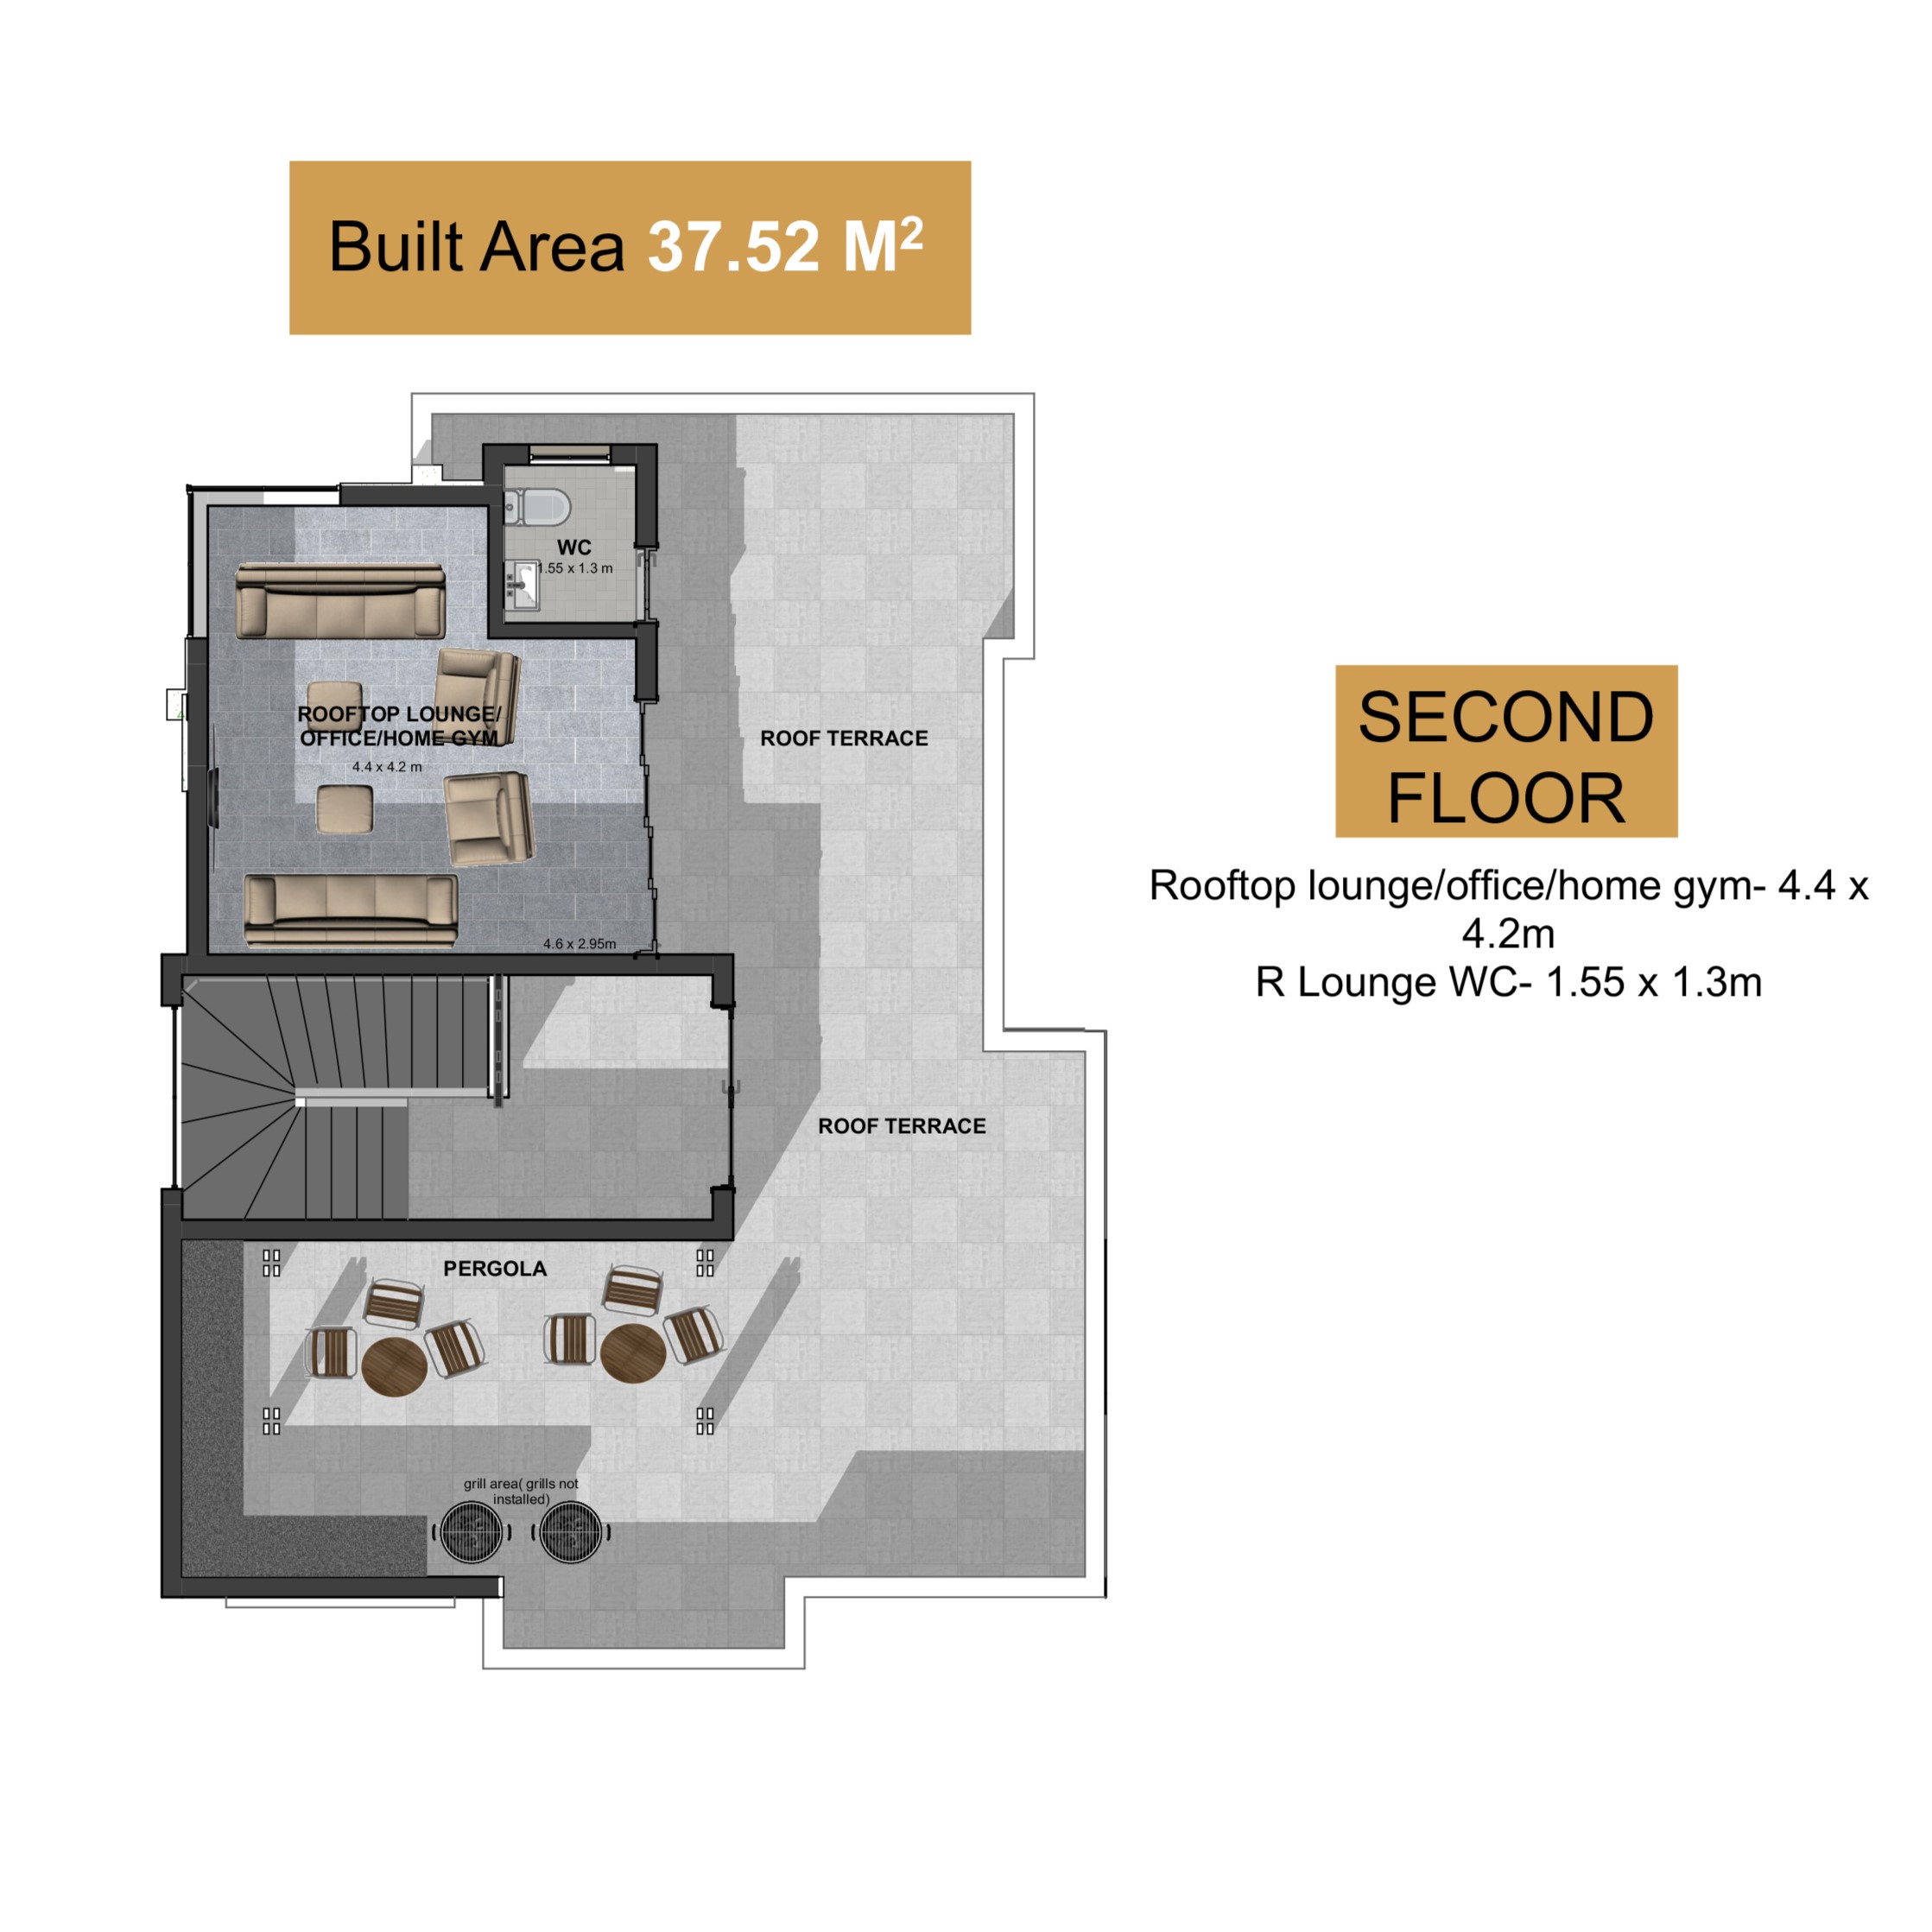 Built Area 37.52 M²
WC
1.55 x 1.3 m
ROOFTOP LOUNGE/
OFFICE/HOME GYM
4.4 x 4.2 m
4.6 x 2.95m
ROOF TERRACE
ROOF TERRACE
PERGOLA
grill area( grills not
installed)
SECOND
FLOOR
Rooftop lounge/office/home gym- 4.4 x
4.2m
R Lounge WC- 1.55 x 1.3m